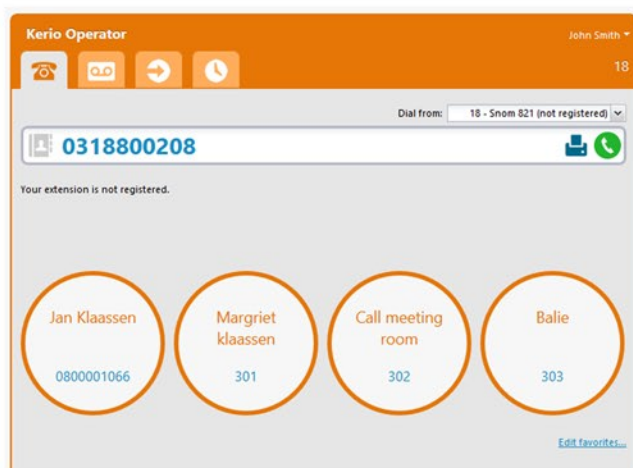 Kerio Operator
John Smith
18
Dial from: 18 - Snom 821 (not registered)
0318800208
Your extension is not registered.
Jan Klaassen
0800001066
Margriet
klaassen
301
Call meeting
room
302
Balie
303
Edit favorites...